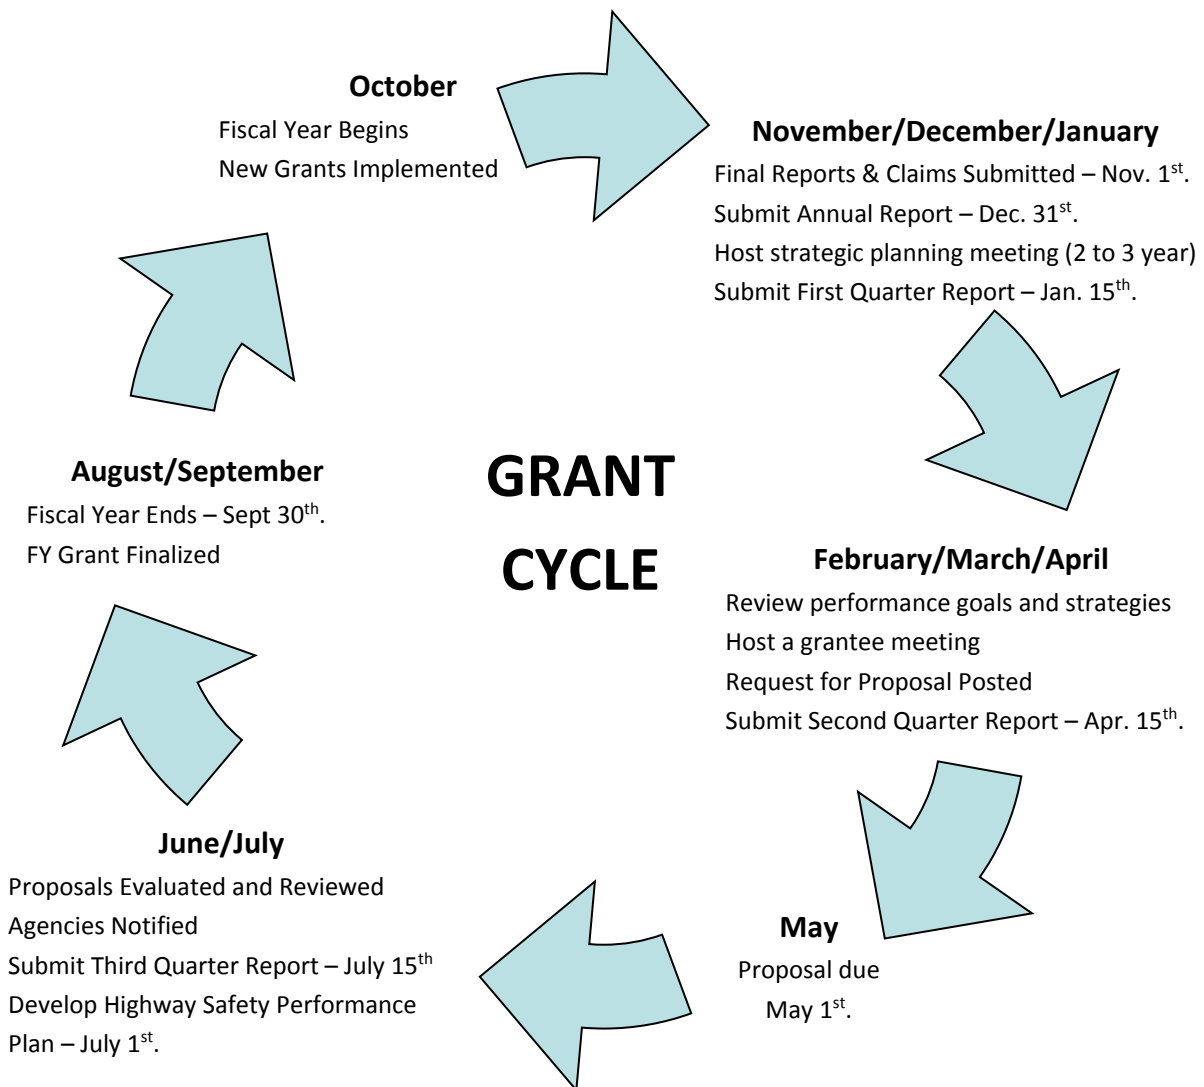 October
Fiscal Year Begins
New Grants Implemented
November/December/January
Final Reports & Claims Submitted – Nov. 1st.
Submit Annual Report – Dec. 31st.
Host strategic planning meeting (2 to 3 year)
Submit First Quarter Report – Jan. 15th.
GRANT
CYCLE
February/March/April
Review performance goals and strategies
Host a grantee meeting
Request for Proposal Posted
Submit Second Quarter Report – Apr. 15th.
May
Proposal due
May 1st.
June/July
Proposals Evaluated and Reviewed
Agencies Notified
Submit Third Quarter Report – July 15th
Develop Highway Safety Performance
Plan – July 1st.
August/September
Fiscal Year Ends – Sept 30th.
FY Grant Finalized